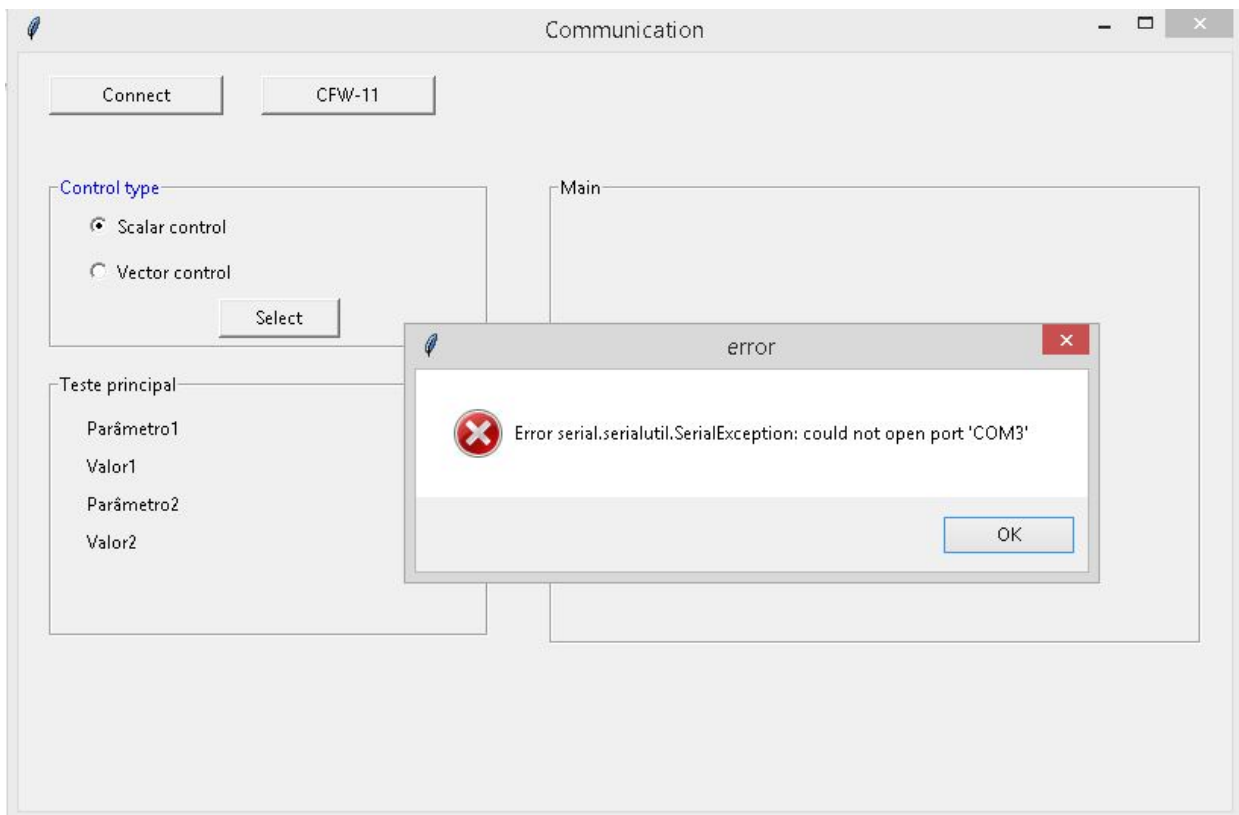 Communication
Connect
CFW-11
Control type
Scalar control
Vector control
Select
Main
Teste principal
Parâmetro1
Valor1
Parâmetro2
Valor2
error
Error serial.serialutil.SerialException: could not open port 'COM3'
OK